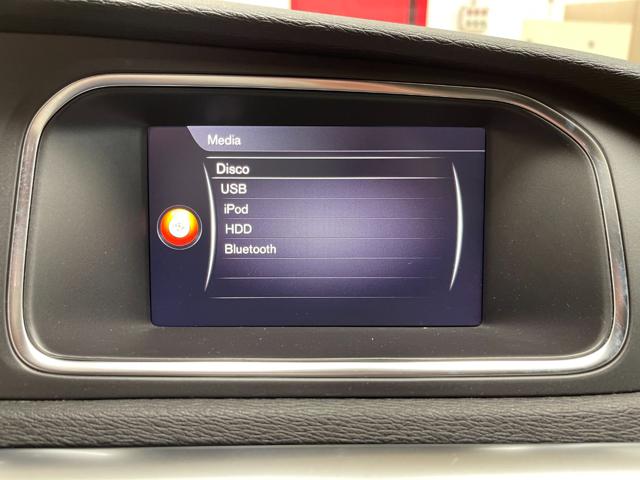 Media
Disco
USB
iPod
HDD
Bluetooth